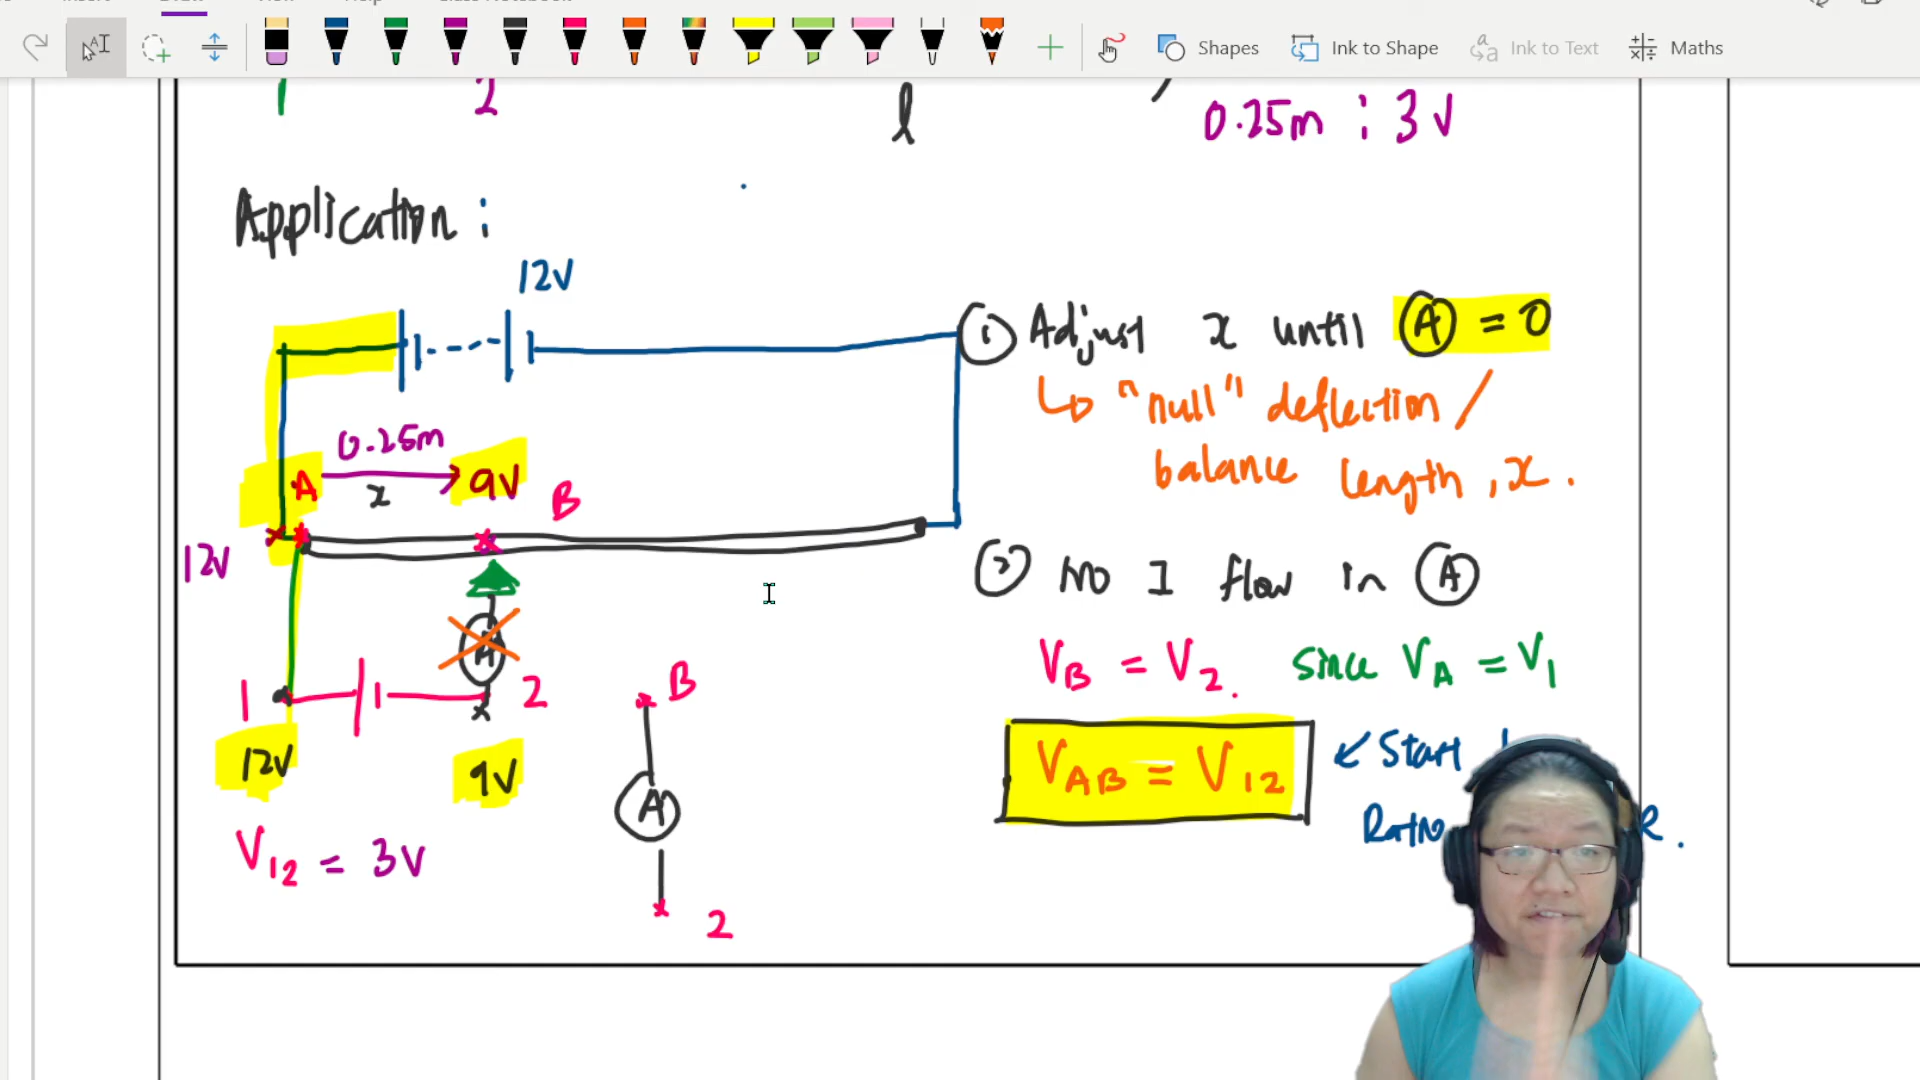 Shapes
Ink to Shape
Ink to Text
Maths
1
2
l
0.25m : 3V
Application :
12V
0.25m
A
x
9V
B
12V
A
1
2
12V
9V
V12 = 3V
B
A
2
① Adjust x until Ⓐ = 0
↳ "null" deflection /
balance length, x.
② No I flow in Ⓐ
VB = V2. since VA = V1
VAB = V12
↙ Start